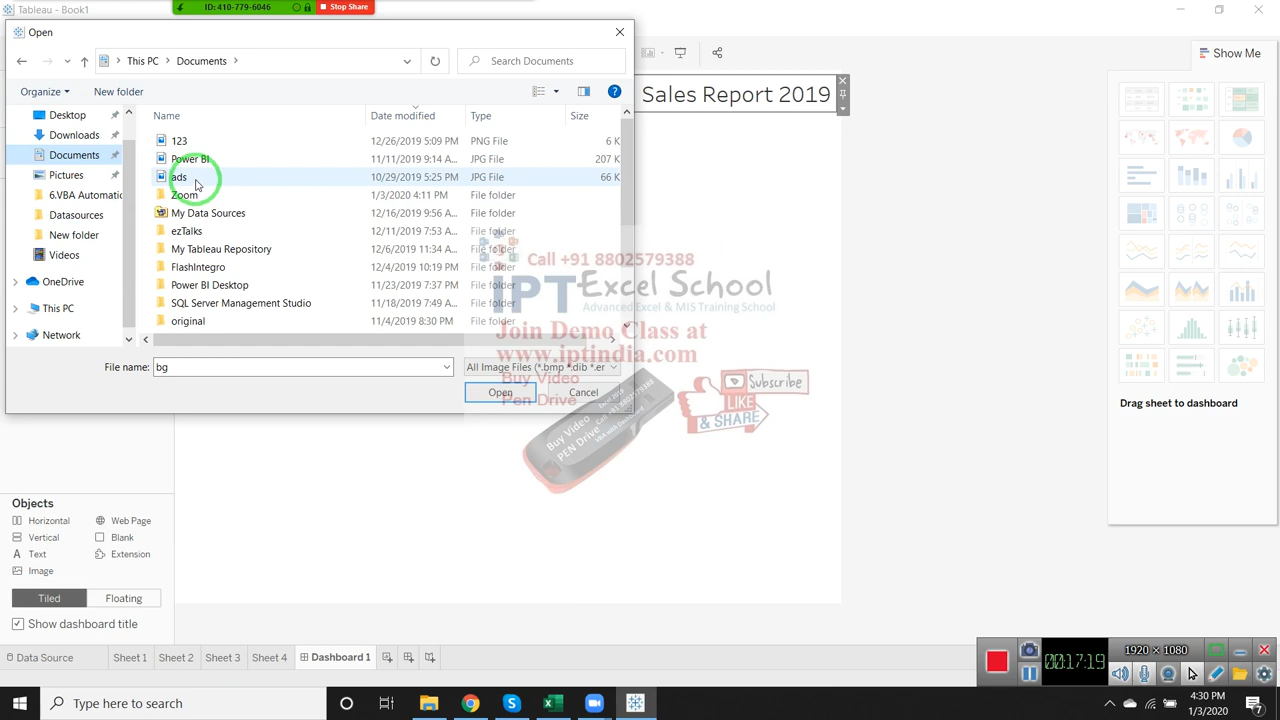 Tableau - Book1
ID: 410-779-6046
Stop Share
Open
This PC > Documents >
Search Documents
Organize
New folder
Name
Date modified
Type
Size
Desktop
Downloads
Documents
Pictures
6.VBA Automatic
Datasources
New folder
Videos
OneDrive
This PC
Network
123 12/26/2019 5:09 PM PNG File 6 K
Power BI 11/11/2019 9:14 A... JPG File 207 K
ads 10/29/2019 5:25 PM JPG File 66 K
Zoom 1/3/2020 4:11 PM File folder
My Data Sources 12/16/2019 9:56 A... File folder
ezTalks 12/11/2019 7:53 A... File folder
My Tableau Repository 12/6/2019 11:34 A... File folder
FlashIntegro 12/4/2019 10:19 PM File folder
Power BI Desktop 11/23/2019 7:37 PM File folder
SQL Server Management Studio 11/18/2019 7:49 A... File folder
original 11/4/2019 8:30 PM File folder
File name: bg
All Image Files (*.bmp *.dib *.er
Open
Cancel
Sales Report 2019
Call +91 8802579388
IPT Excel School
Advanced Excel & MIS Training School
Join Demo Class at
www.iptindia.com
Buy Video
Pen Drive
Subscribe
LIKE
& SHARE
Buy Video
PEN Drive
Show Me
Drag sheet to dashboard
Objects
Horizontal
Web Page
Vertical
Blank
Text
Extension
Image
Tiled
Floating
Show dashboard title
Data Source
Sheet 1
Sheet 2
Sheet 3
Sheet 4
Dashboard 1
00:17:19
1920 × 1080
Type here to search
4:30 PM
1/3/2020
7